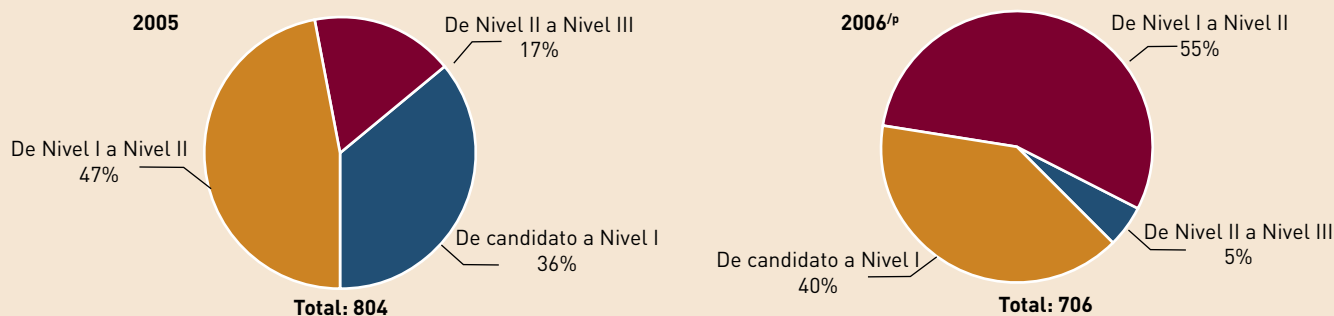 2005
De Nivel II a Nivel III
17%
De Nivel I a Nivel II
47%
De candidato a Nivel I
36%
Total: 804
2006/p
De Nivel I a Nivel II
55%
De Nivel II a Nivel III
5%
De candidato a Nivel I
40%
Total: 706